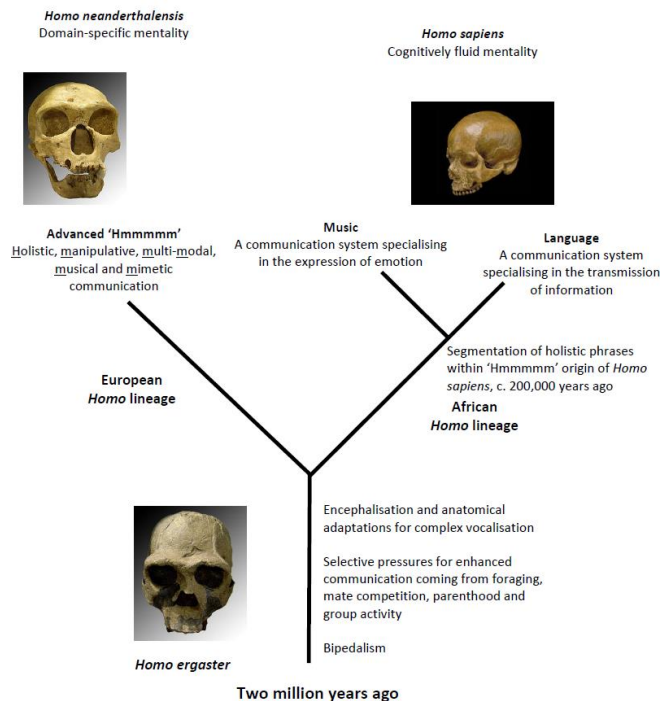 Homo neanderthalensis
Domain-specific mentality
Homo sapiens
Cognitively fluid mentality
Advanced ‘Hmmmmm’
Holistic, manipulative, multi-modal,
musical and mimetic
communication
Music
A communication system specialising
in the expression of emotion
Language
A communication system
specialising in the transmission
of information
European
Homo lineage
Segmentation of holistic phrases
within ‘Hmmmmm’ origin of Homo
sapiens, c. 200,000 years ago
African
Homo lineage
Encephalisation and anatomical
adaptations for complex vocalisation
Selective pressures for enhanced
communication coming from foraging,
mate competition, parenthood and
group activity
Bipedalism
Homo ergaster
Two million years ago